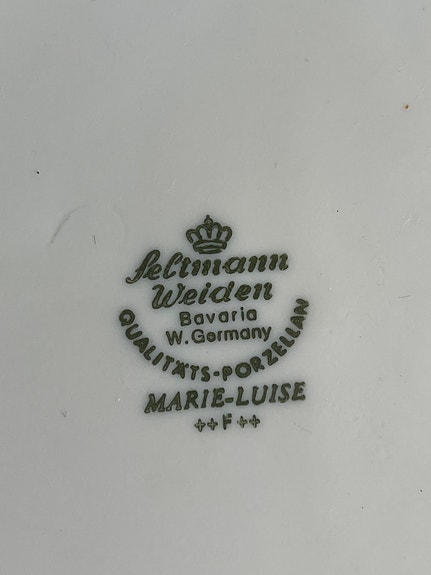 Seltmann
Weiden
Bavaria
W.Germany
QUALITÄTS-PORZELLAN
MARIE-LUISE
++F++